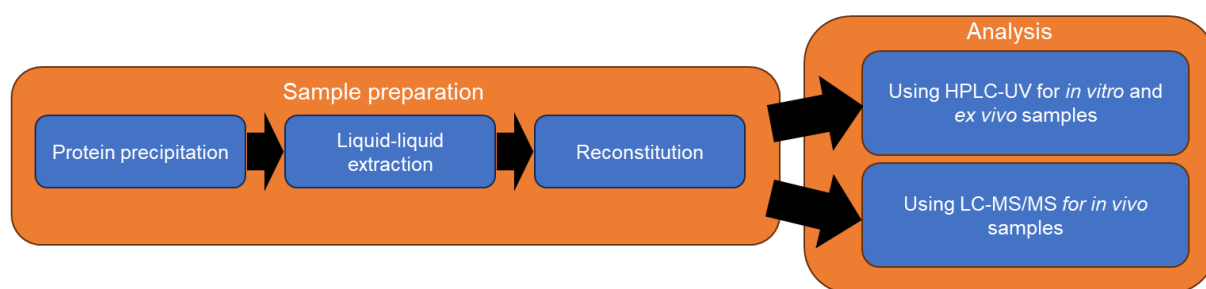 Sample preparation
Protein precipitation
Liquid-liquid
extraction
Reconstitution
Analysis
Using HPLC-UV for in vitro and
ex vivo samples
Using LC-MS/MS for in vivo
samples